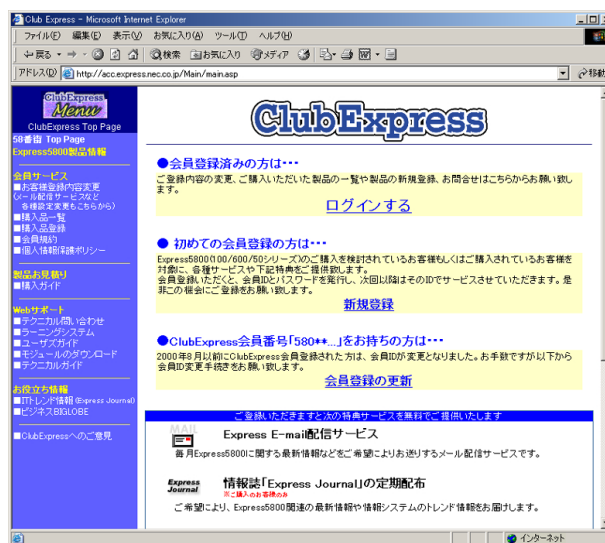 Club Express - Microsoft Internet Explorer
ファイル(F) 編集(E) 表示(V) お気に入り(A) ツール(T) ヘルプ(H)
戻る 検索 お気に入り メディア
アドレス(D) http://acc.express.nec.co.jp/Main/main.asp 移動
ClubExpress
Menu
ClubExpress Top Page
58番街 Top Page
Express5800製品情報
会員サービス
■お客様登録内容変更
(メール配信サービスなど
各種設定変更もこちらから)
■購入品一覧
■購入品登録
■会員規約
■個人情報保護ポリシー
製品お見積り
■購入ガイド
Webサポート
■テクニカル問い合わせ
■ラーニングシステム
■ユーザズガイド
■モジュールのダウンロード
■テクニカルガイド
お役立ち情報
■ITトレンド情報(Express Journal)
■ビジネスBIGLOBE
■ClubExpressへのご意見
ClubExpress
●会員登録済みの方は・・・
ご登録内容の変更、ご購入いただいた製品の一覧や製品の新規登録、お問合せはこちらからお願い致し
ます。
ログインする
● 初めての会員登録の方は・・・
Express5800(100/600/50シリーズ)のご購入を検討されているお客様もしくはご購入されているお客様を
対象に、各種サービスや下記特典をご提供致します。
会員登録いただくと、会員IDとパスワードを発行し、次回以降はそのIDでサービスさせていただきます。是
非この機会にご登録をお願い致します。
新規登録
●ClubExpress会員番号「580**...」をお持ちの方は・・・
2000年8月以前にClubExpress会員登録された方は、会員IDが変更となりました。お手数ですが以下から
会員ID変更手続きをお願い致します。
会員登録の更新
ご登録いただきますと次の特典サービスを無料でご提供いたします
MAIL
Express E-mail配信サービス
毎月Express5800に関する最新情報などをご希望によりお送りするメール配信サービスです。
Express
Journal
情報誌「Express Journal」の定期配布
※ご購入のお客様のみ
ご希望により、Express5800関連の最新情報や情報システムのトレンド情報をお届けします。
インターネット